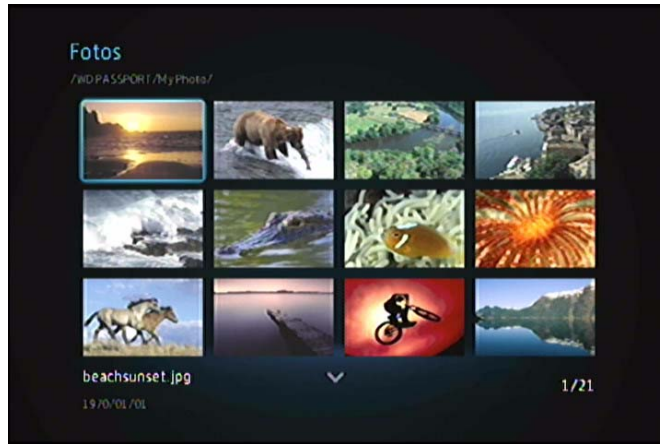 Fotos
/WDPASSPORT/MyPhoto/
beachsunset.jpg
1/21
1970/01/01